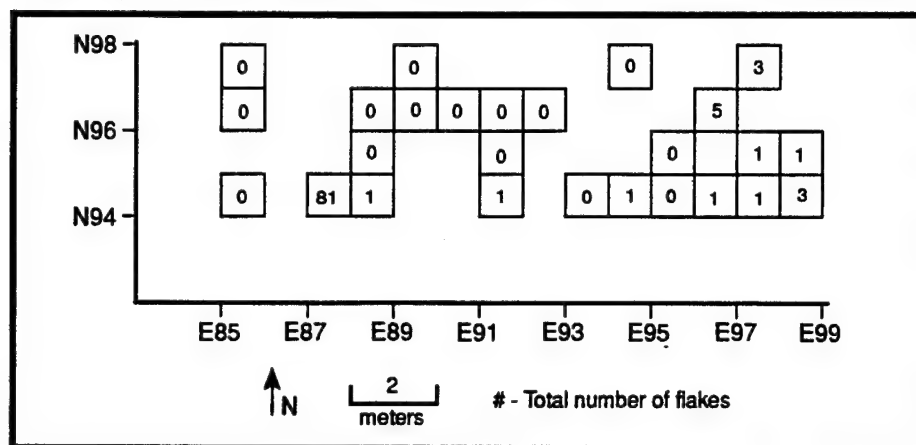 N98
0 0 0 3
0 0 0 0 0 0 5
N96
0 0 0 1 1
0 81 1 1 0 1 0 1 1 3
N94
E85 E87 E89 E91 E93 E95 E97 E99
N
2
meters
# - Total number of flakes